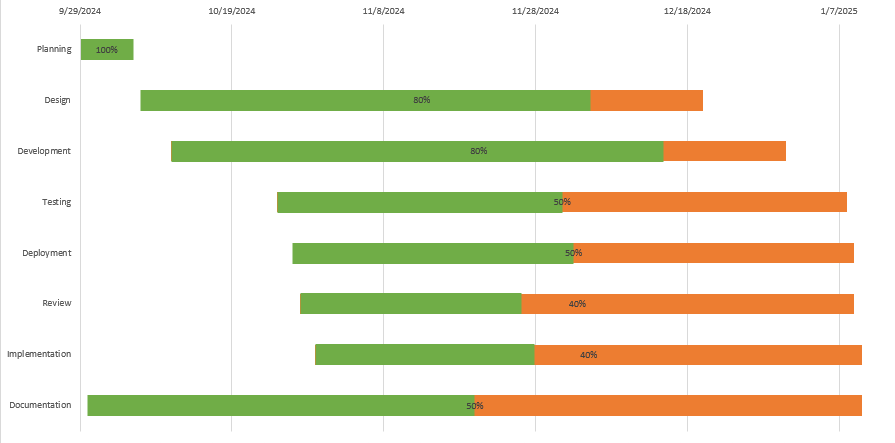 9/29/2024 10/19/2024 11/8/2024 11/28/2024 12/18/2024 1/7/2025
Planning 100%
Design 80%
Development 80%
Testing 50%
Deployment 50%
Review 40%
Implementation 40%
Documentation 50%